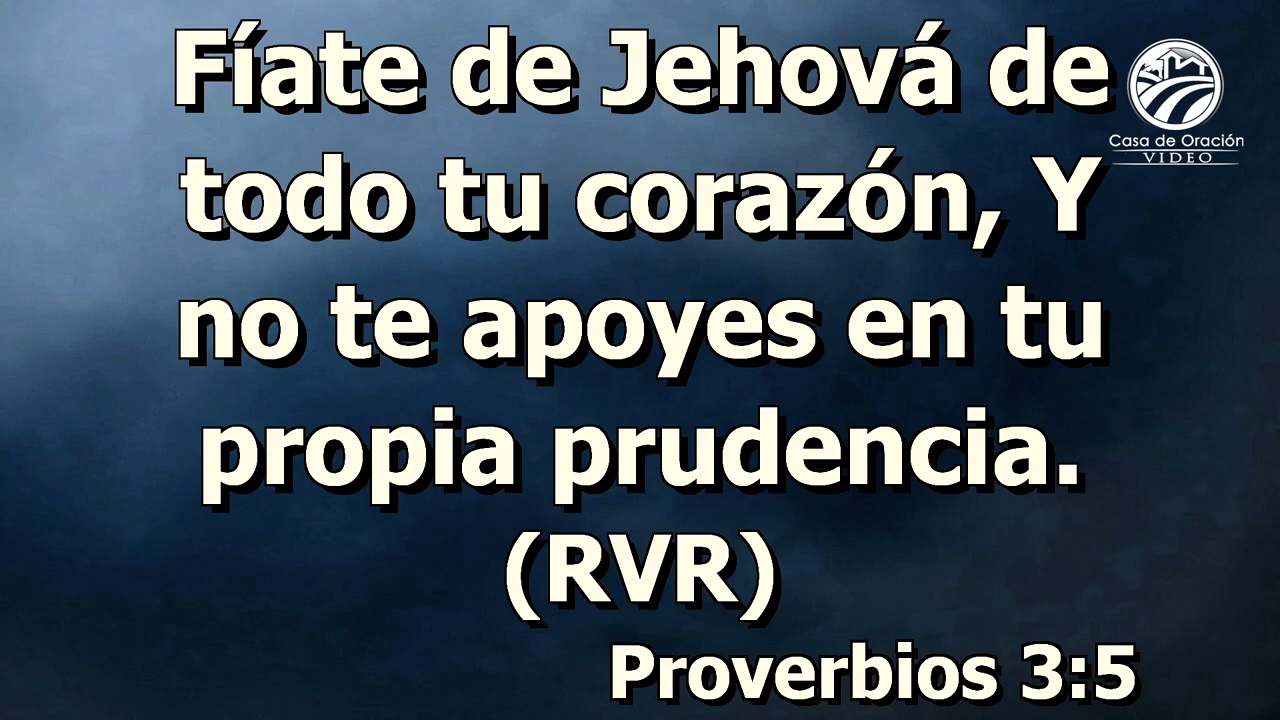 Fíate de Jehová de
todo tu corazón, Y
no te apoyes en tu
propia prudencia.
(RVR)
Proverbios 3:5
Casa de Oración
VIDEO